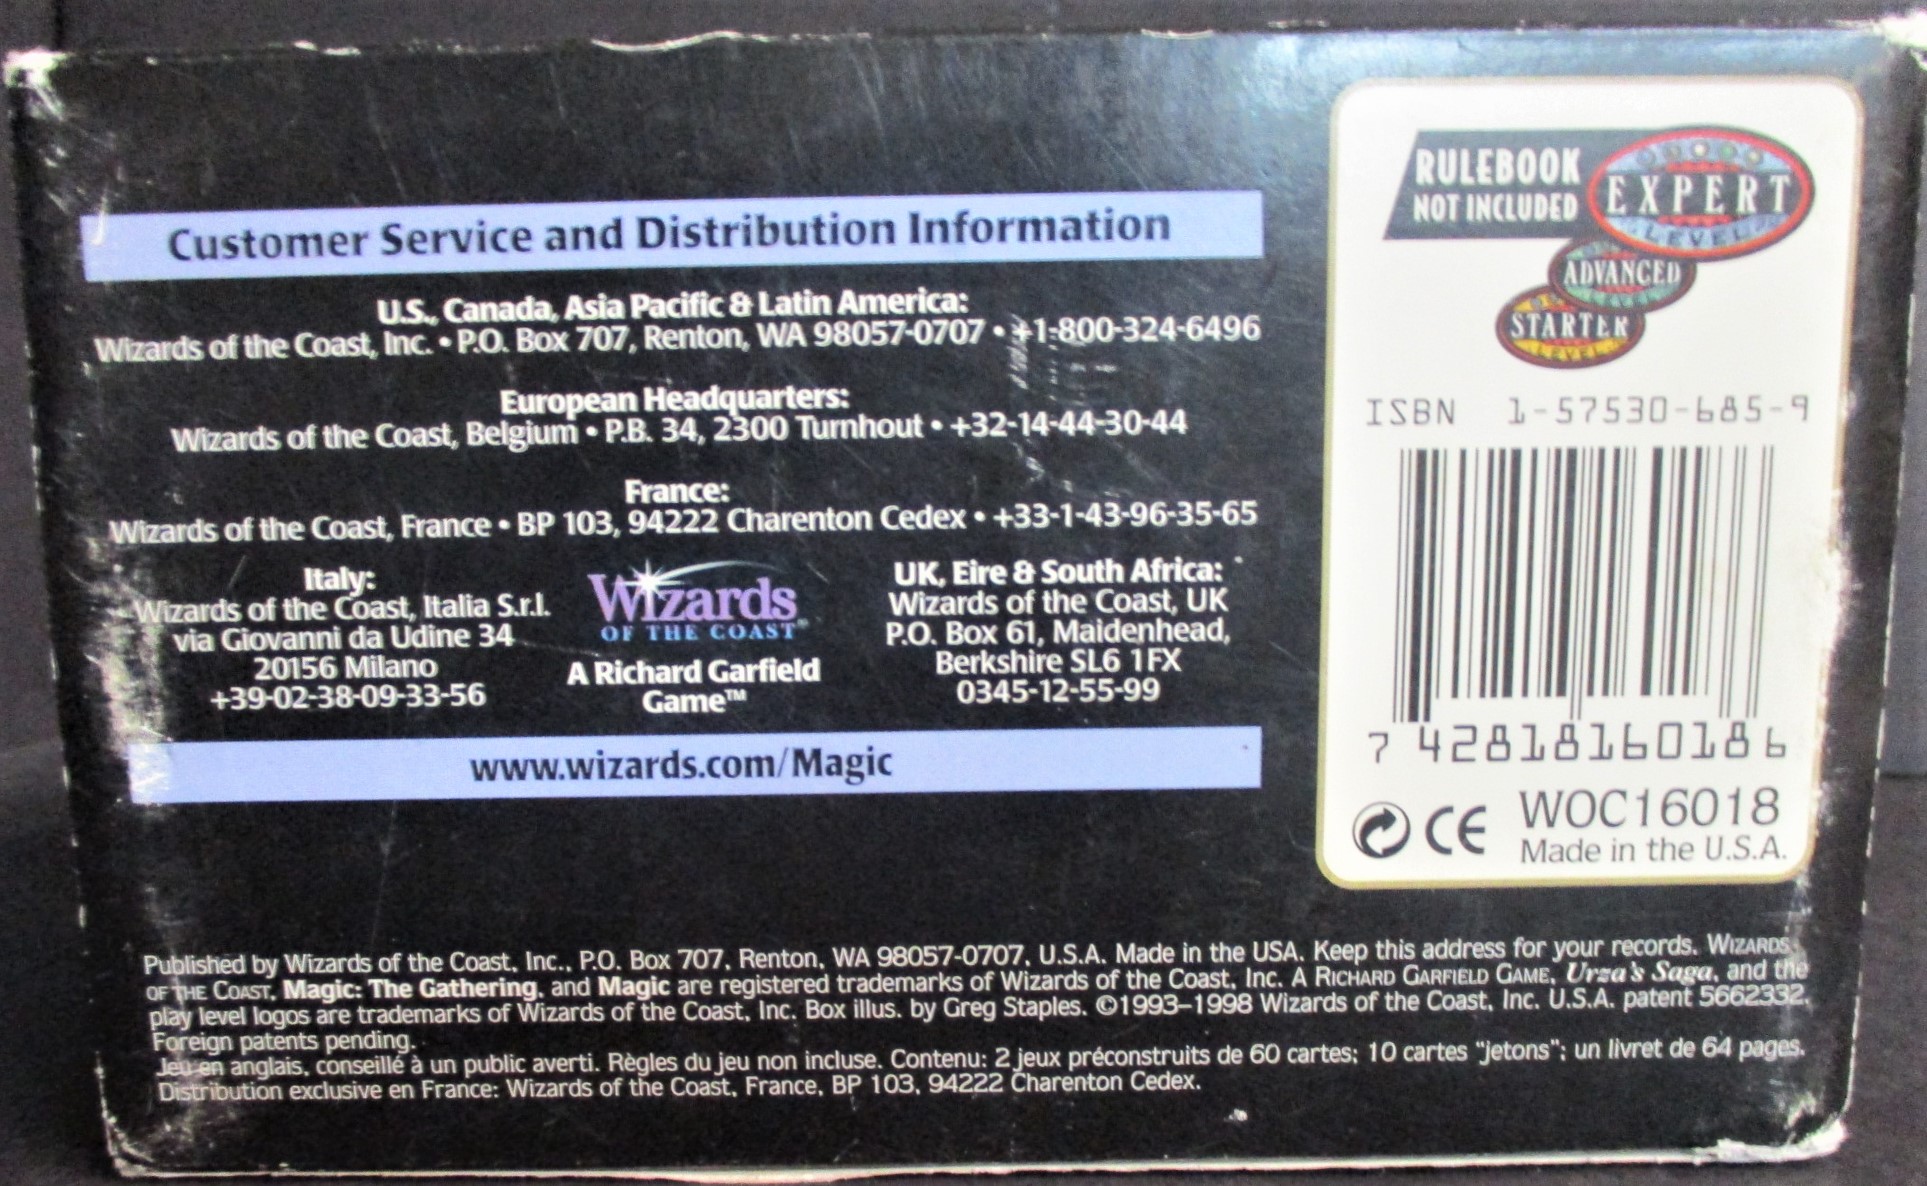 Customer Service and Distribution Information
U.S., Canada, Asia Pacific & Latin America:
Wizards of the Coast, Inc. • P.O. Box 707, Renton, WA 98057-0707 • +1-800-324-6496
European Headquarters:
Wizards of the Coast, Belgium • P.B. 34, 2300 Turnhout • +32-14-44-30-44
France:
Wizards of the Coast, France • BP 103, 94222 Charenton Cedex • +33-1-43-96-35-65
Italy:
Wizards of the Coast, Italia S.r.l.
via Giovanni da Udine 34
20156 Milano
+39-02-38-09-33-56
Wizards
OF THE COAST®
A Richard Garfield
Game™
UK, Eire & South Africa:
Wizards of the Coast, UK
P.O. Box 61, Maidenhead,
Berkshire SL6 1FX
0345-12-55-99
www.wizards.com/Magic
RULEBOOK
NOT INCLUDED
EXPERT
LEVEL
ADVANCED
LEVEL
STARTER
LEVEL
ISBN 1-57530-685-9
7 42818160186
CE WOC16018
Made in the U.S.A.
Published by Wizards of the Coast, Inc., P.O. Box 707, Renton, WA 98057-0707, U.S.A. Made in the USA. Keep this address for your records. WIZARDS
OF THE COAST, Magic: The Gathering, and Magic are registered trademarks of Wizards of the Coast, Inc. A RICHARD GARFIELD GAME, Urza's Saga, and the
play level logos are trademarks of Wizards of the Coast, Inc. Box illus. by Greg Staples. ©1993–1998 Wizards of the Coast, Inc. U.S.A. patent 5662332.
Foreign patents pending.
Jeu en anglais, conseillé à un public averti. Règles du jeu non incluse. Contenu: 2 jeux préconstruits de 60 cartes; 10 cartes "jetons"; un livret de 64 pages.
Distribution exclusive en France: Wizards of the Coast, France, BP 103, 94222 Charenton Cedex.